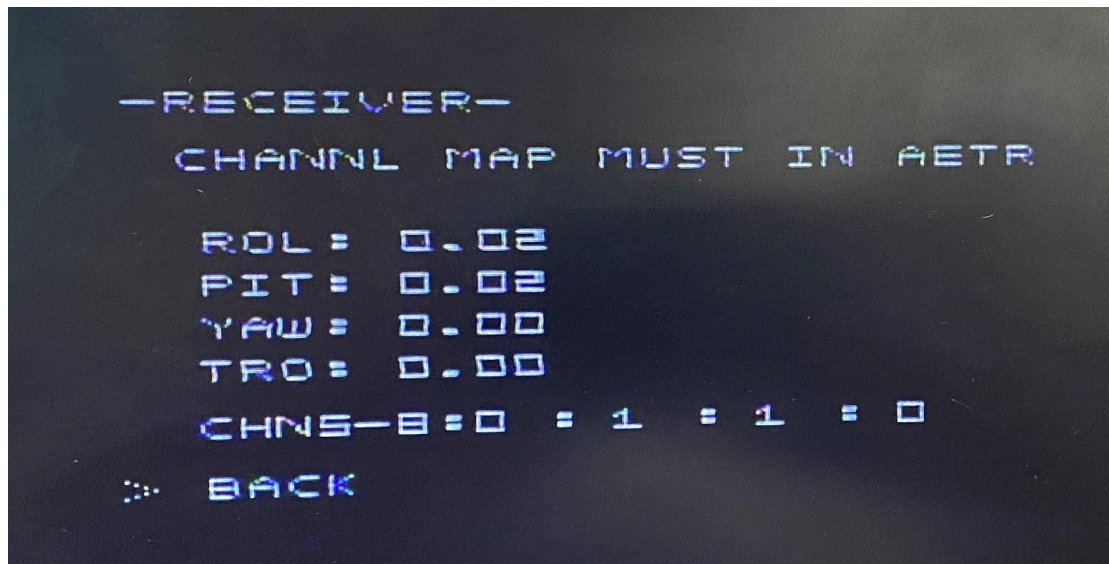 -RECEIVER-
CHANNL MAP MUST IN AETR
ROL: 0.02
PIT: 0.02
YAW: 0.00
TRO: 0.00
CHN5-8:0 : 1 : 1 : 0
> BACK